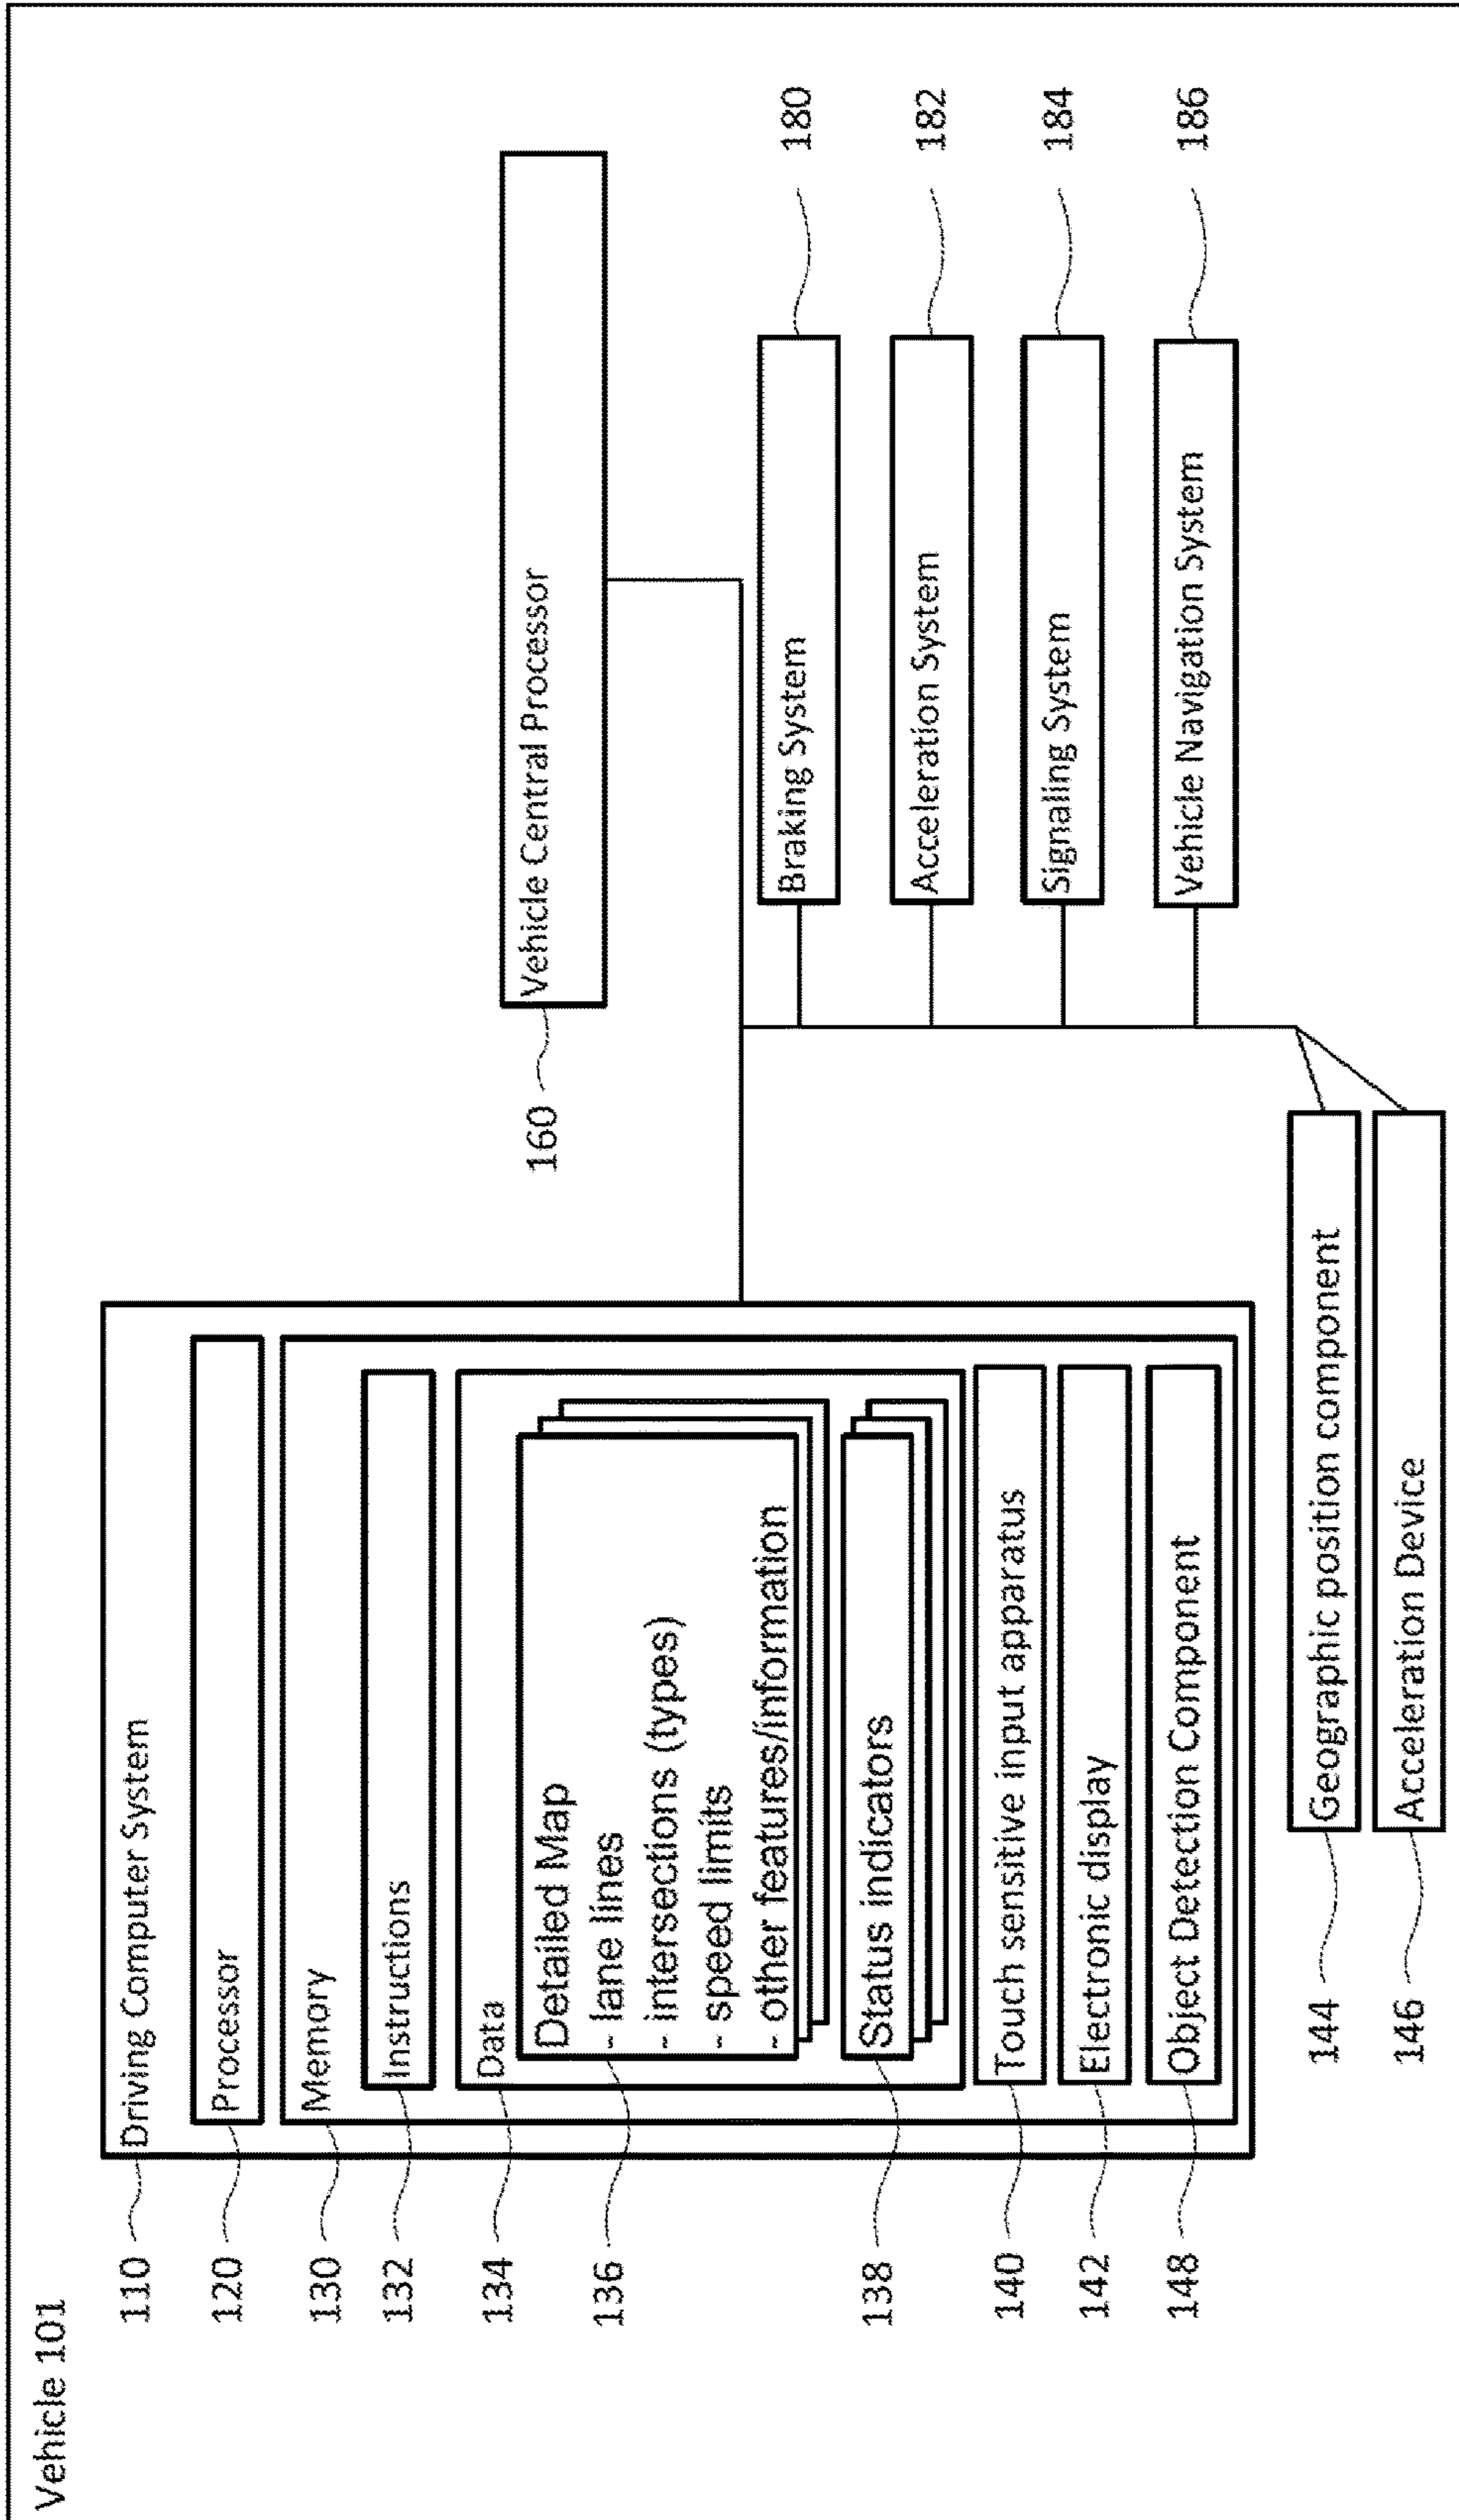 Vehicle 101
110
Driving Computer System
120
Processor
130
Memory
132
Instructions
134
Data
136
Detailed Map
- lane lines
- intersections (types)
- speed limits
- other features/information
138
Status indicators
140
Touch sensitive input apparatus
142
Electronic display
148
Object Detection Component
144
Geographic position component
146
Acceleration Device
160
Vehicle Central Processor
Braking System
180
Acceleration System
182
Signaling System
184
Vehicle Navigation System
186